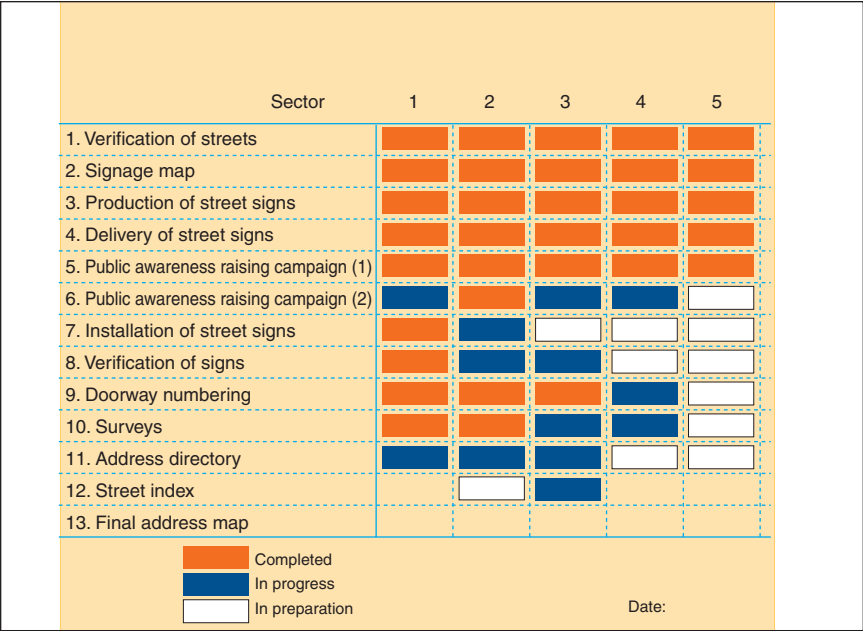 Sector 1 2 3 4 5
1. Verification of streets
2. Signage map
3. Production of street signs
4. Delivery of street signs
5. Public awareness raising campaign (1)
6. Public awareness raising campaign (2)
7. Installation of street signs
8. Verification of signs
9. Doorway numbering
10. Surveys
11. Address directory
12. Street index
13. Final address map
Completed
In progress
In preparation
Date: